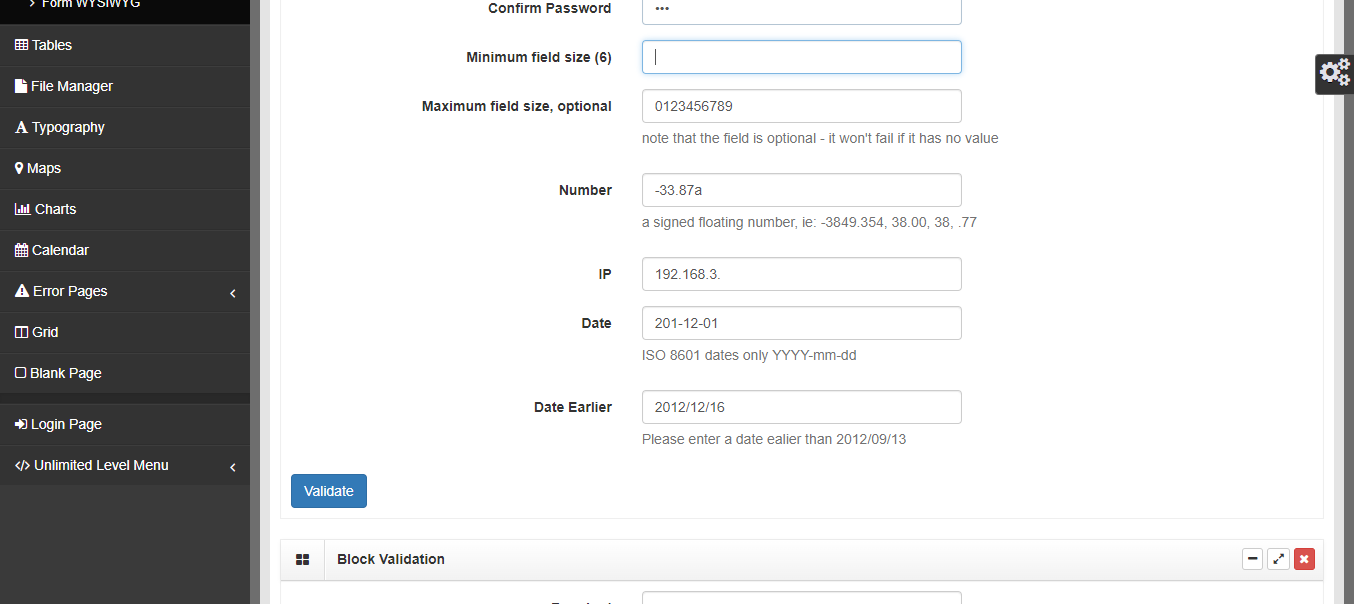 Form WYSIWYG
Tables
File Manager
Typography
Maps
Charts
Calendar
Error Pages
Grid
Blank Page
Login Page
Unlimited Level Menu
Confirm Password
Minimum field size (6)
Maximum field size, optional
0123456789
note that the field is optional - it won't fail if it has no value
Number
-33.87a
a signed floating number, ie: -3849.354, 38.00, 38, .77
IP
192.168.3.
Date
201-12-01
ISO 8601 dates only YYYY-mm-dd
Date Earlier
2012/12/16
Please enter a date ealier than 2012/09/13
Validate
Block Validation